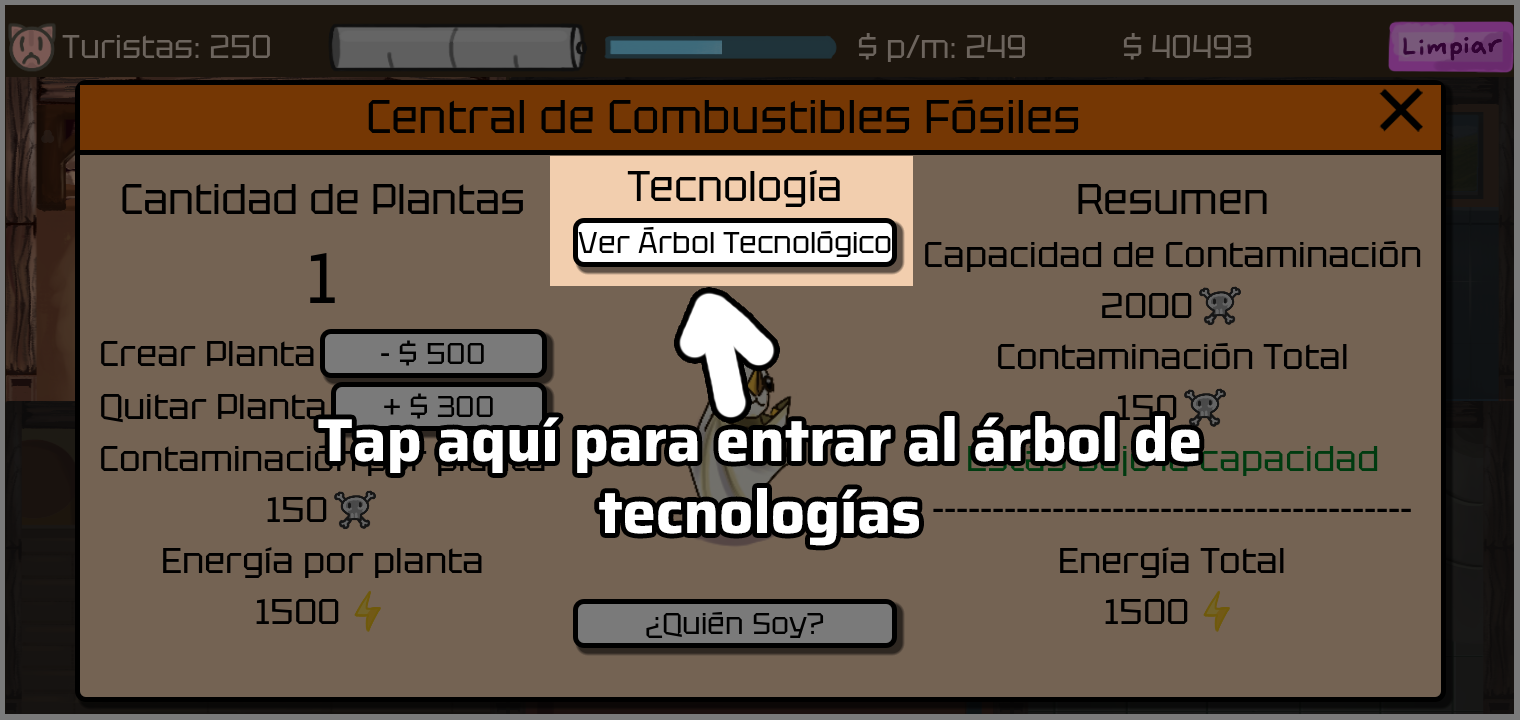 Turistas: 250
$ p/m: 249
$ 40493
Limpiar
Central de Combustibles Fósiles
Cantidad de Plantas
1
Crear Planta
- $ 500
Quitar Planta
+ $ 300
Contaminación por planta
150
Energía por planta
1500
Tecnología
Ver Árbol Tecnológico
Tap aquí para entrar al árbol de
tecnologías
¿Quién Soy?
Resumen
Capacidad de Contaminación
2000
Contaminación Total
150
Estás bajo la capacidad
---------------------------------------
Energía Total
1500